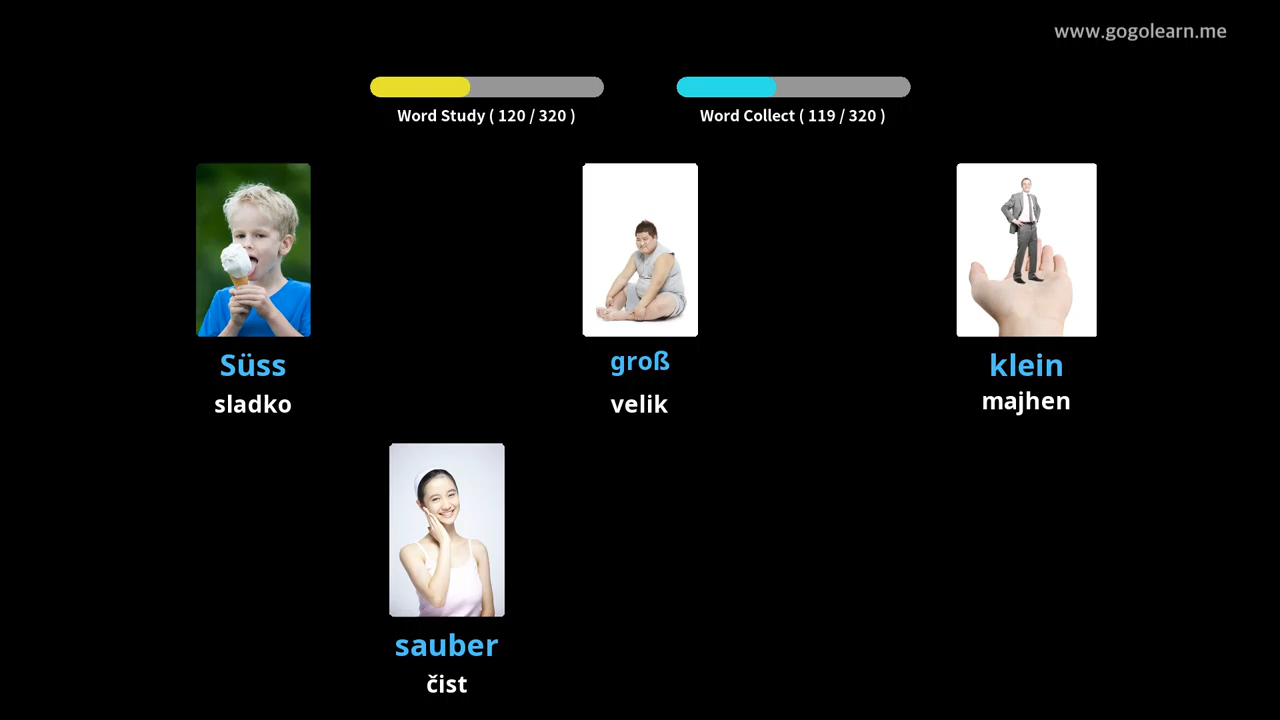 www.gogolearn.me
Word Study ( 120 / 320 )
Word Collect ( 119 / 320 )
Süss
groß
klein
sladko
velik
majhen
sauber
čist